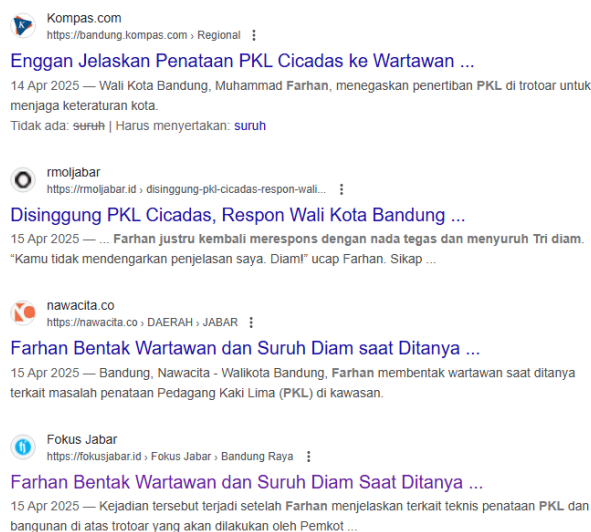 Kompas.com
https://bandung.kompas.com › Regional
Enggan Jelaskan Penataan PKL Cicadas ke Wartawan ...
14 Apr 2025 — Wali Kota Bandung, Muhammad Farhan, menegaskan penertiban PKL di trotoar untuk
menjaga keteraturan kota.
Tidak ada: suruh | Harus menyertakan: suruh
rmoljabar
https://rmoljabar.id › disinggung-pkl-cicadas-respon-wali...
Disinggung PKL Cicadas, Respon Wali Kota Bandung ...
15 Apr 2025 — ... Farhan justru kembali merespons dengan nada tegas dan menyuruh Tri diam.
“Kamu tidak mendengarkan penjelasan saya. Diam!” ucap Farhan. Sikap ...
nawacita.co
https://nawacita.co › DAERAH › JABAR
Farhan Bentak Wartawan dan Suruh Diam saat Ditanya ...
15 Apr 2025 — Bandung, Nawacita - Walikota Bandung, Farhan membentak wartawan saat ditanya
terkait masalah penataan Pedagang Kaki Lima (PKL) di kawasan.
Fokus Jabar
https://fokusjabar.id › Fokus Jabar › Bandung Raya
Farhan Bentak Wartawan dan Suruh Diam Saat Ditanya ...
15 Apr 2025 — Kejadian tersebut terjadi setelah Farhan menjelaskan terkait teknis penataan PKL dan
bangunan di atas trotoar yang akan dilakukan oleh Pemkot ...